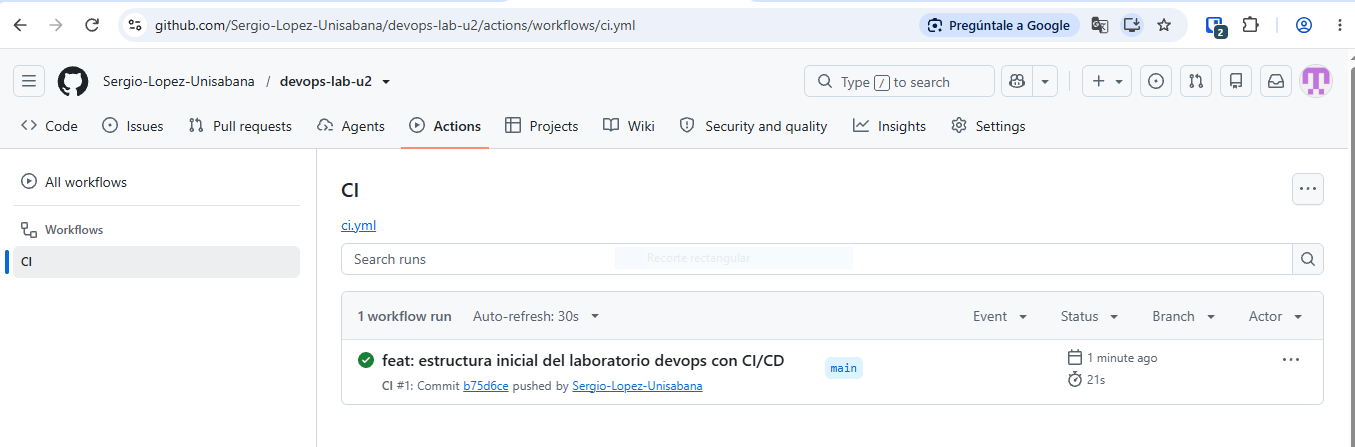 github.com/Sergio-Lopez-Unisabana/devops-lab-u2/actions/workflows/ci.yml
Pregúntale a Google
2
Sergio-Lopez-Unisabana / devops-lab-u2
Type / to search
Code
Issues
Pull requests
Agents
Actions
Projects
Wiki
Security and quality
Insights
Settings
All workflows
Workflows
CI
CI
ci.yml
Search runs
Recorte rectangular
1 workflow run
Auto-refresh: 30s
Event
Status
Branch
Actor
feat: estructura inicial del laboratorio devops con CI/CD
CI #1: Commit b75d6ce pushed by Sergio-Lopez-Unisabana
main
1 minute ago
21s